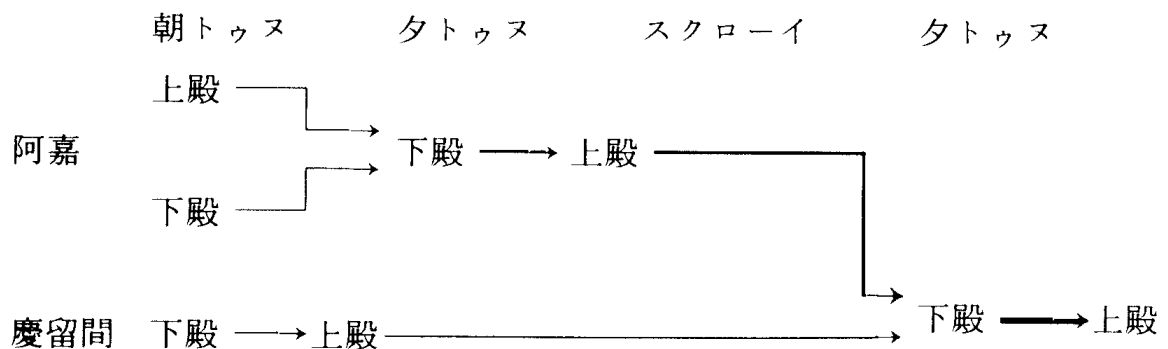 朝トゥヌ 夕トゥヌ スクローイ 夕トゥヌ
上殿
阿嘉 下殿 上殿
下殿
慶留間 下殿 上殿 下殿 上殿